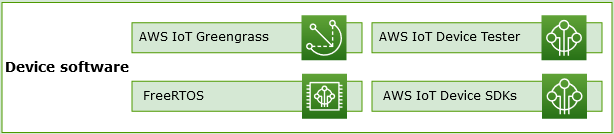 Device software
AWS IoT Greengrass
AWS IoT Device Tester
FreeRTOS
AWS IoT Device SDKs